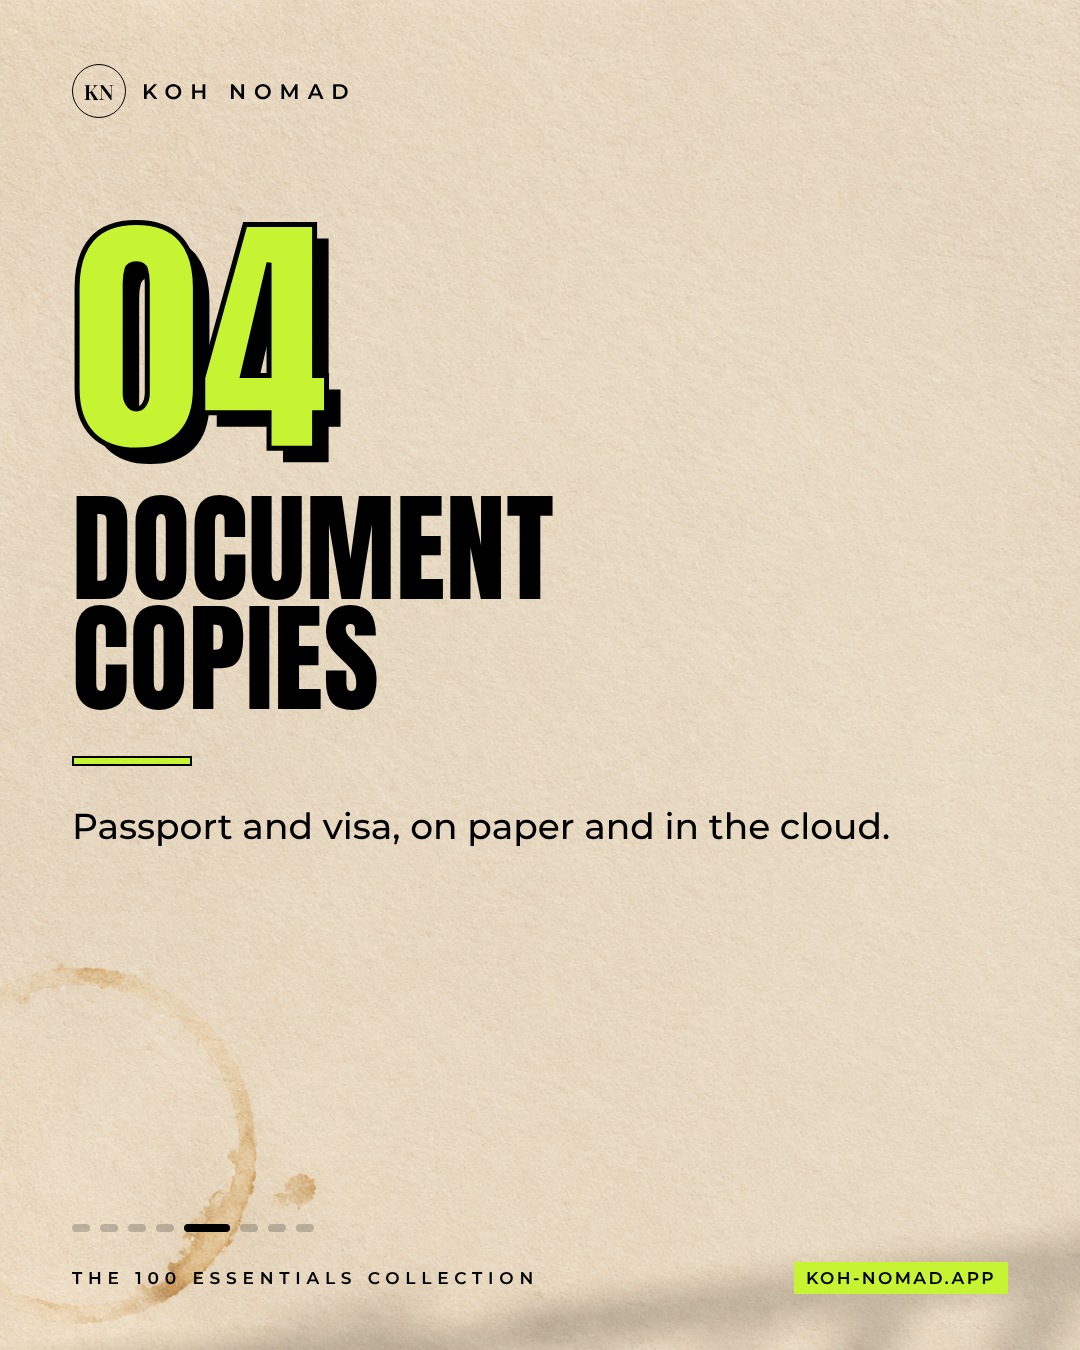 KN KOH NOMAD
04
DOCUMENT
COPIES
Passport and visa, on paper and in the cloud.
THE 100 ESSENTIALS COLLECTION
KOH-NOMAD.APP